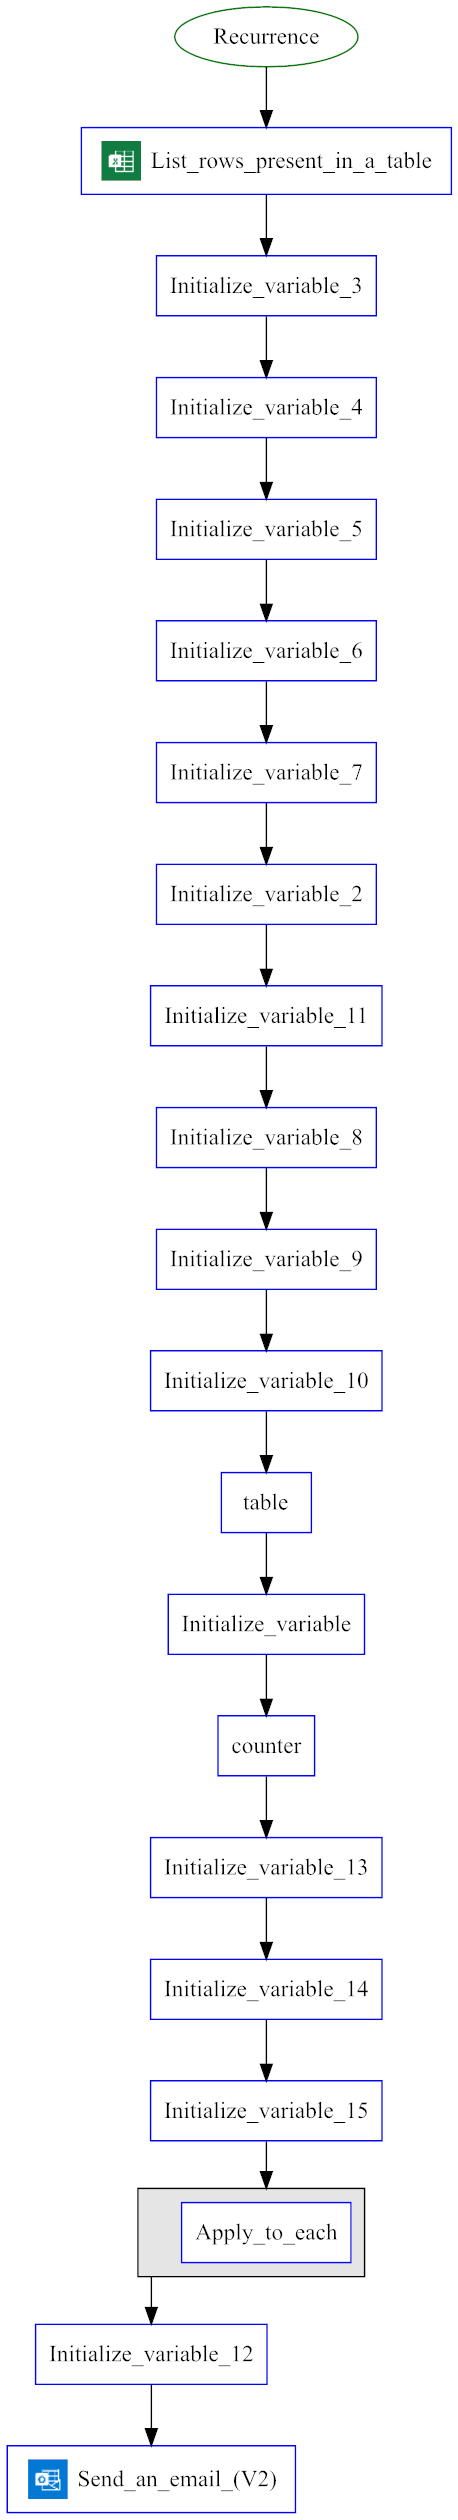 Recurrence
List_rows_present_in_a_table
Initialize_variable_3
Initialize_variable_4
Initialize_variable_5
Initialize_variable_6
Initialize_variable_7
Initialize_variable_2
Initialize_variable_11
Initialize_variable_8
Initialize_variable_9
Initialize_variable_10
table
Initialize_variable
counter
Initialize_variable_13
Initialize_variable_14
Initialize_variable_15
Apply_to_each
Initialize_variable_12
Send_an_email_(V2)